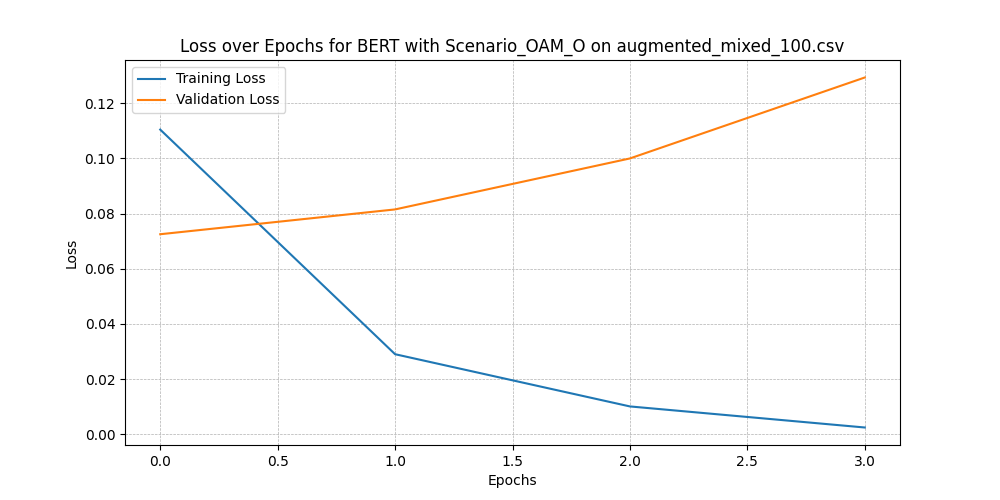 Loss over Epochs for BERT with Scenario_OAM_O on augmented_mixed_100.csv
Training Loss
Validation Loss
0.12
0.10
0.08
0.06
0.04
0.02
0.00
Loss
0.0 0.5 1.0 1.5 2.0 2.5 3.0
Epochs